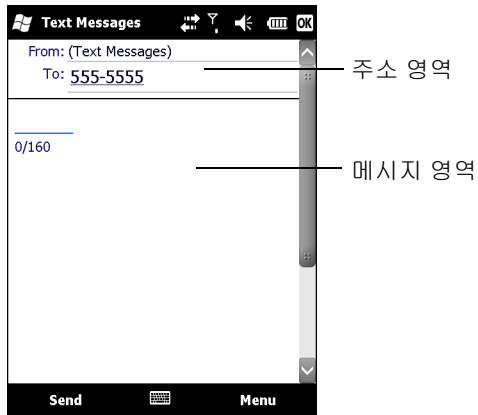 Text Messages OK
From: (Text Messages)
To: 555-5555
주소 영역
0/160
메시지 영역
Send Menu